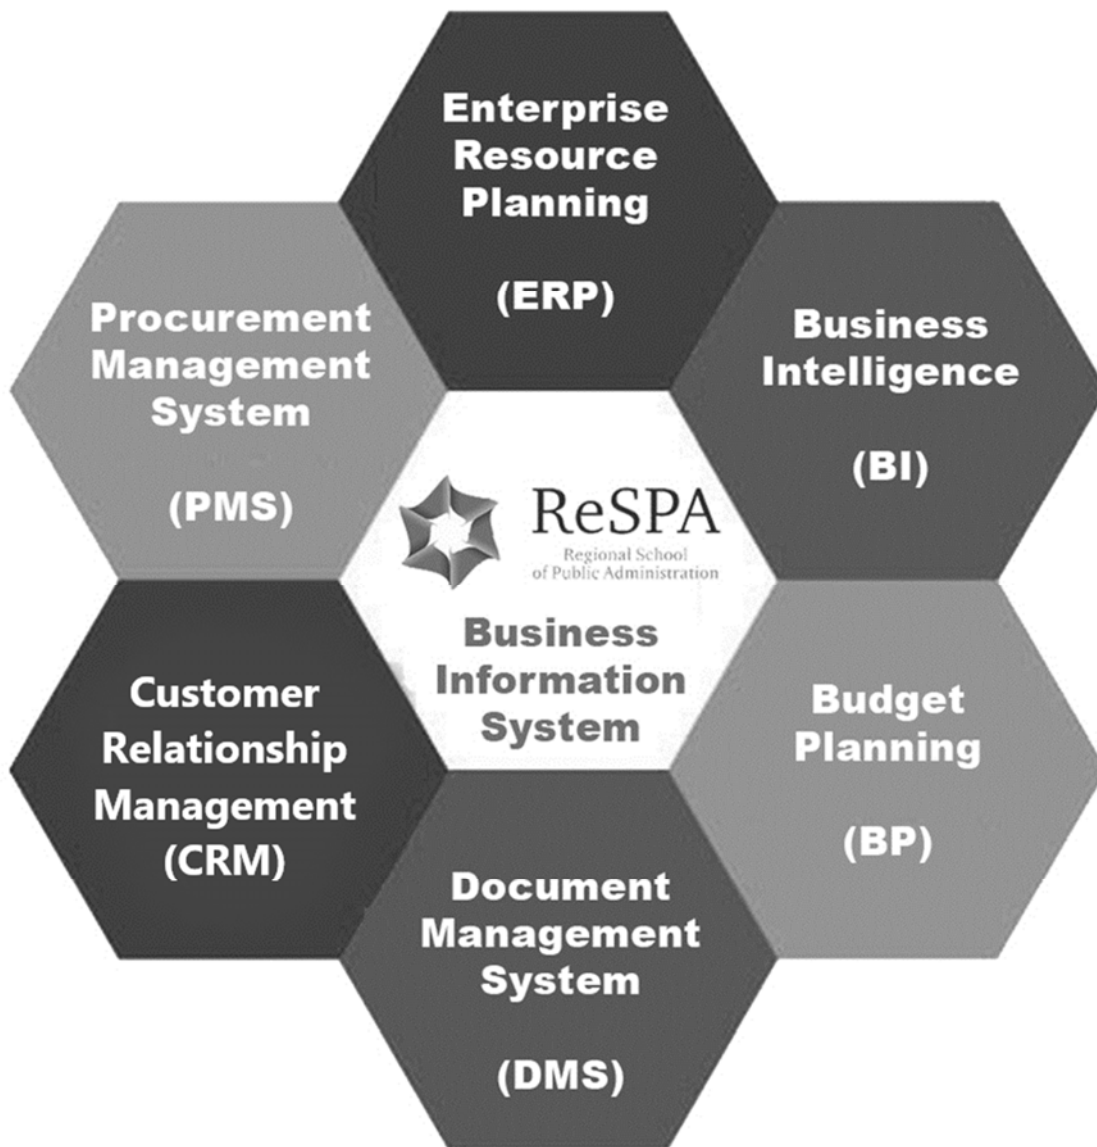 Enterprise
Resource
Planning
(ERP)
Procurement
Management
System
(PMS)
Business
Intelligence
(BI)
ReSPA
Regional School
of Public Administration
Business
Information
System
Customer
Relationship
Management
(CRM)
Budget
Planning
(BP)
Document
Management
System
(DMS)